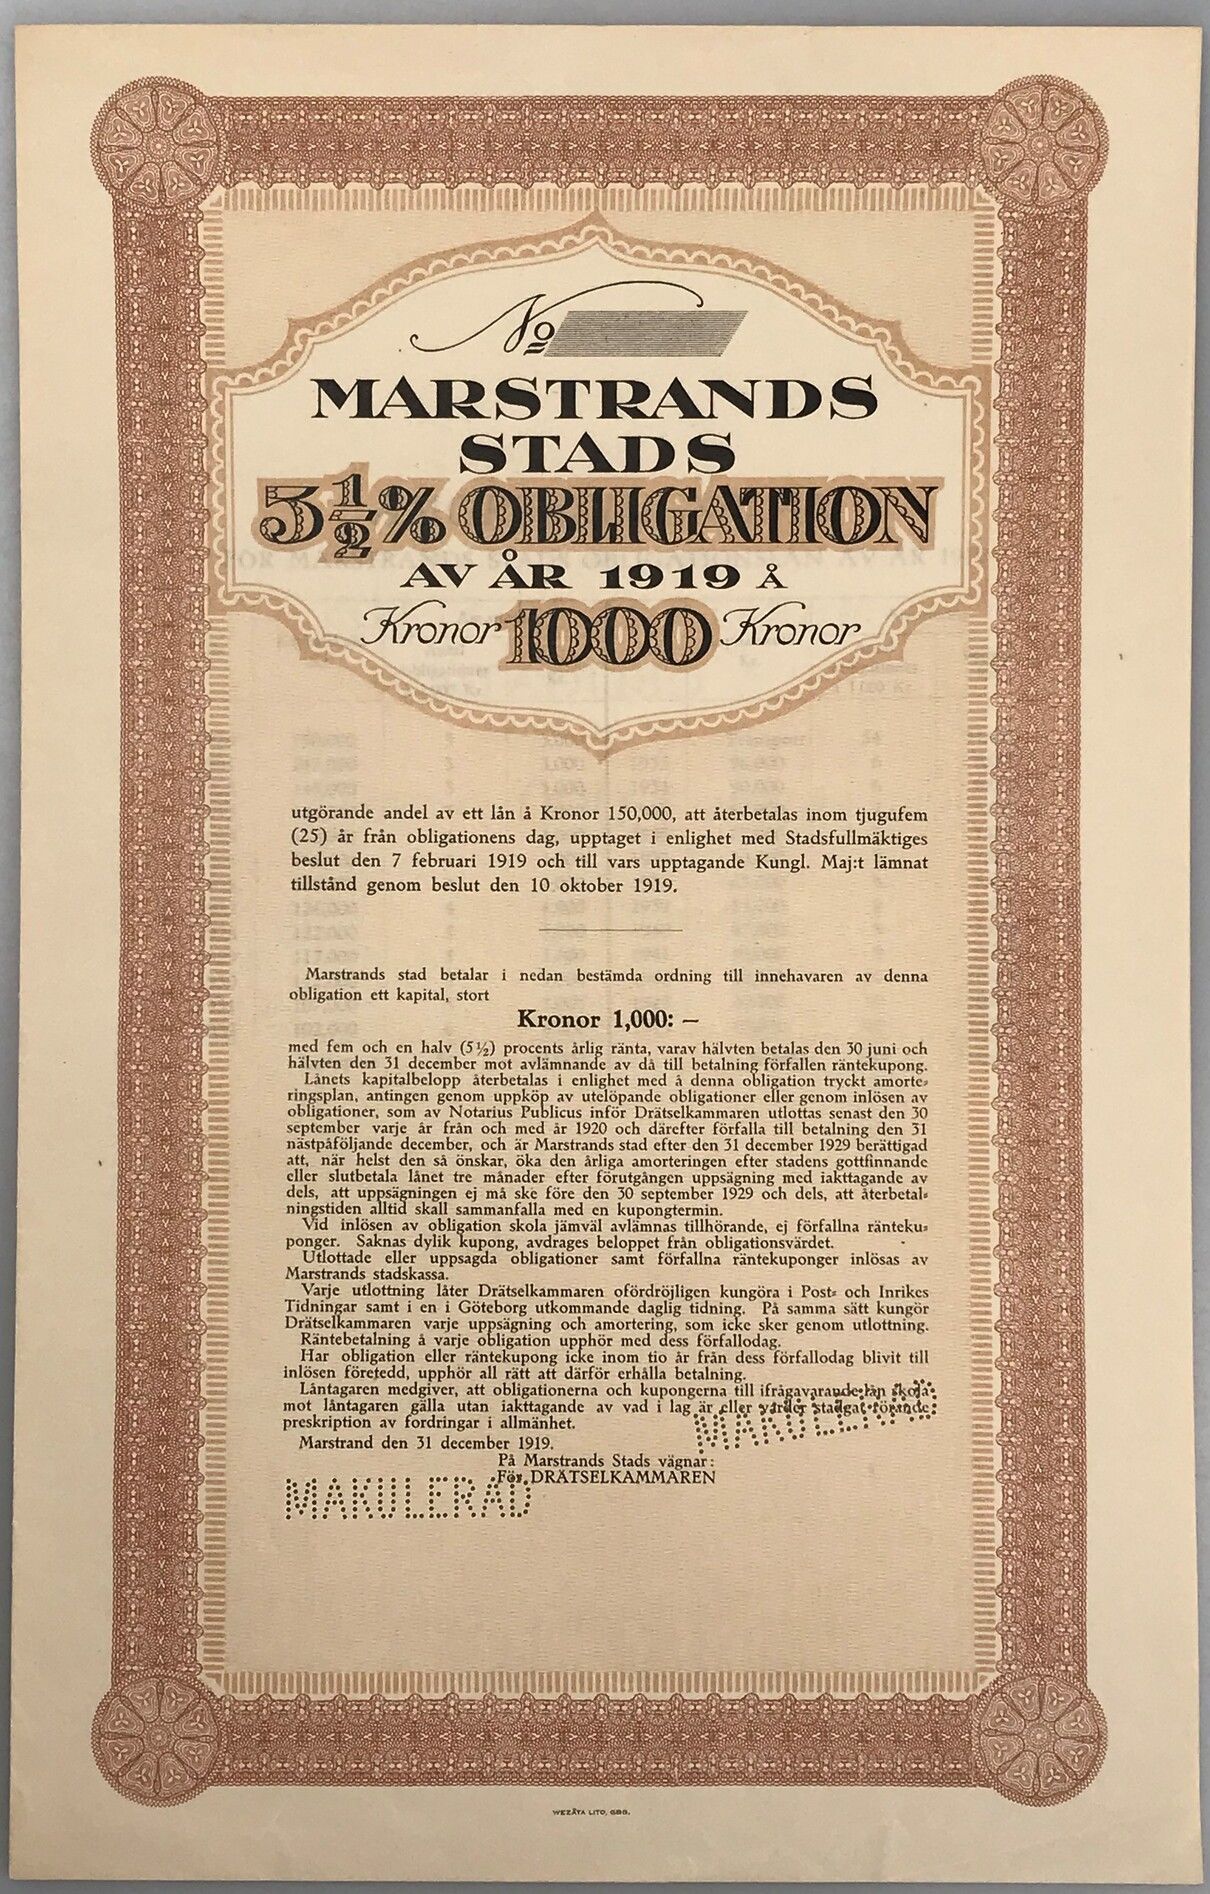 No
MARSTRANDS
STADS
5 1/2 % OBLIGATION
AV ÅR 1919 Å
Kronor 1000 Kronor
utgörande andel av ett lån å Kronor 150,000, att återbetalas inom tjugufem
(25) år från obligationens dag, upptaget i enlighet med Stadsfullmäktiges
beslut den 7 februari 1919 och till vars upptagande Kungl. Maj:t lämnat
tillstånd genom beslut den 10 oktober 1919.
Marstrands stad betalar i nedan bestämda ordning till innehavaren av denna
obligation ett kapital, stort
Kronor 1,000: –
med fem och en halv (5 ½) procents årlig ränta, varav hälvten betalas den 30 juni och
hälvten den 31 december mot avlämnande av då till betalning förfallen räntekupong.
Lånets kapitalbelopp återbetalas i enlighet med å denna obligation tryckt amorte=
ringsplan, antingen genom uppköp av utelöpande obligationer eller genom inlösen av
obligationer, som av Notarius Publicus inför Drätselkammaren utlottas senast den 30
september varje år från och med år 1920 och därefter förfalla till betalning den 31
nästpåföljande december, och är Marstrands stad efter den 31 december 1929 berättigad
att, när helst den så önskar, öka den årliga amorteringen efter stadens gottfinnande
eller slutbetala lånet tre månader efter förutgången uppsägning med iakttagande av
dels, att uppsägningen ej må ske före den 30 september 1929 och dels, att återbetal=
ningstiden alltid skall sammanfalla med en kupongtermin.
Vid inlösen av obligation skola jämväl avlämnas tillhörande, ej förfallna ränteku=
ponger. Saknas dylik kupong, avdrages beloppet från obligationsvärdet.
Utlottade eller uppsagda obligationer samt förfallna räntekuponger inlösas av
Marstrands stadskassa.
Varje utlottning låter Drätselkammaren ofördröjligen kungöra i Post= och Inrikes
Tidningar samt i en i Göteborg utkommande daglig tidning. På samma sätt kungör
Drätselkammaren varje uppsägning och amortering, som icke sker genom utlottning.
Räntebetalning å varje obligation upphör med dess förfallodag.
Har obligation eller räntekupong icke inom tio år från dess förfallodag blivit till
inlösen företedd, upphör all rätt att därför erhålla betalning.
Låntagaren medgiver, att obligationerna och kupongerna till ifrågavarande lån skola
mot låntagaren gälla utan iakttagande av vad i lag är eller varder stadgat rörande
preskription av fordringar i allmänhet.
MAKULERAD
Marstrand den 31 december 1919.
På Marstrands Stads vägnar:
För DRÄTSELKAMMAREN
MAKULERAD
WEZÄTA LITO, GBG.